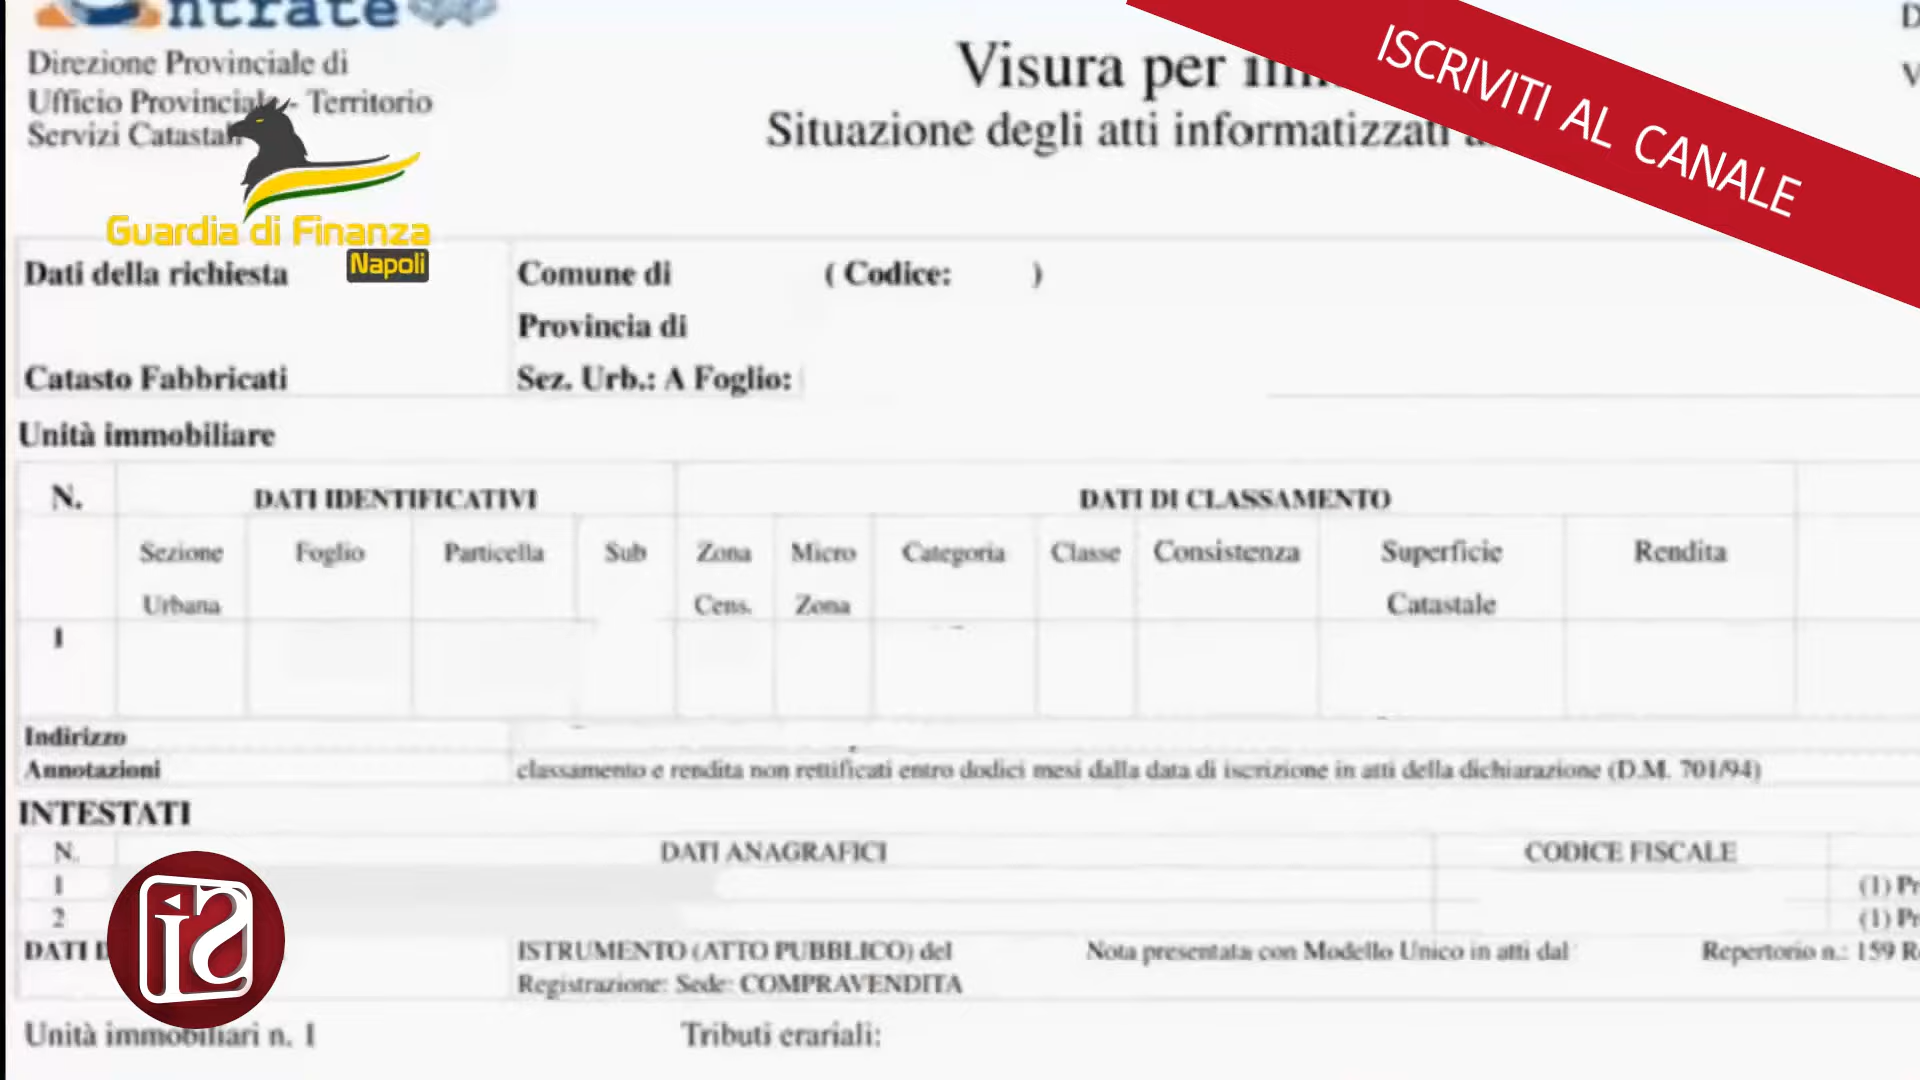 ntrate
Direzione Provinciale di
Ufficio Provinciale - Territorio
Servizi Catastali
Visura per
Situazione degli atti informatizzati
ISCRIVITI AL CANALE
Guardia di Finanza
Napoli
Dati della richiesta
Comune di ( Codice: )
Provincia di
Catasto Fabbricati
Sez. Urb.: A Foglio:
Unità immobiliare
N. DATI IDENTIFICATIVI DATI DI CLASSAMENTO
Sezione Foglio Particella Sub Zona Micro Categoria Classe Consistenza Superficie Rendita
Urbana Cens. Zona Catastale
1
Indirizzo
Annotazioni classamento e rendita non rettificati entro dodici mesi dalla data di iscrizione in atti della dichiarazione (D.M. 701/94)
INTESTATI
N. DATI ANAGRAFICI CODICE FISCALE
1 (1) Pr
2 (1) Pr
DATI D ISTRUMENTO (ATTO PUBBLICO) del Nota presentata con Modello Unico in atti dal Repertorio n.: 159 R
Registrazione: Sede: COMPRAVENDITA
iS
Unità immobiliari n. 1 Tributi erariali: